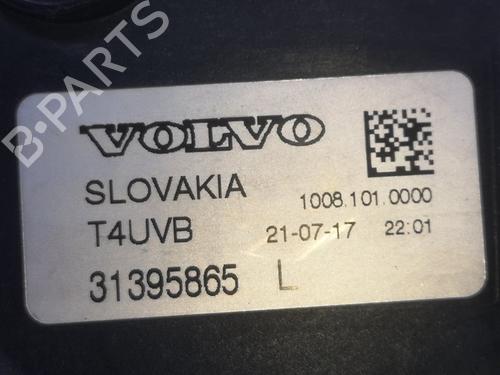 B·PARTS
VOLVO
SLOVAKIA 1008.101.0000
T4UVB 21-07-17 22:01
31395865 L